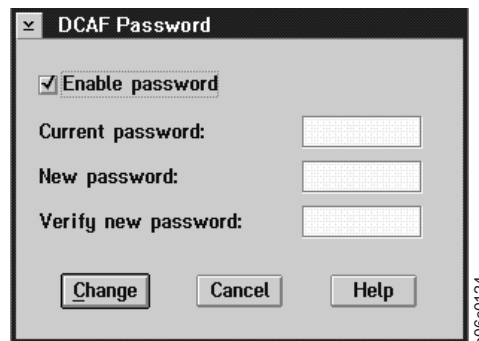 DCAF Password
Enable password
Current password:
New password:
Verify new password:
Change Cancel Help